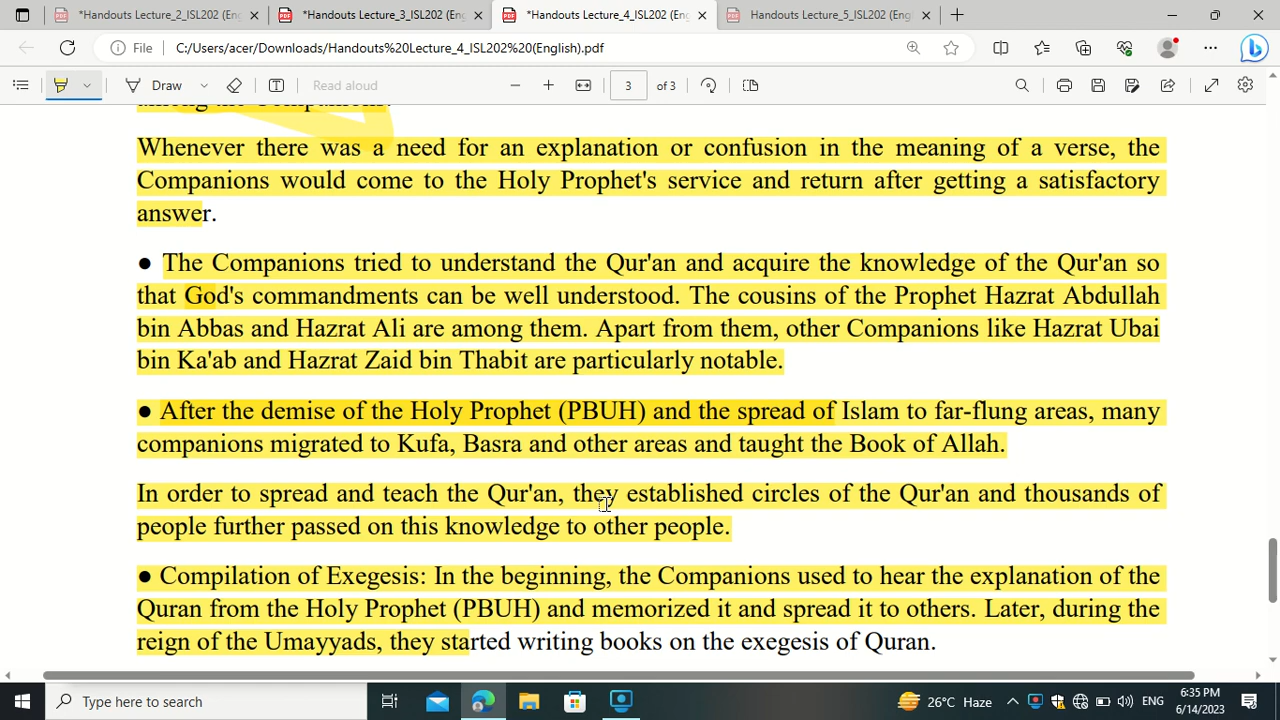 *Handouts Lecture_2_ISL202 (Eng
*Handouts Lecture_3_ISL202 (Eng
*Handouts Lecture_4_ISL202 (Eng
Handouts Lecture_5_ISL202 (Engl
File C:/Users/acer/Downloads/Handouts%20Lecture_4_ISL202%20(English).pdf
Draw Read aloud 3 of 3
among the Companions.
Whenever there was a need for an explanation or confusion in the meaning of a verse, the
Companions would come to the Holy Prophet's service and return after getting a satisfactory
answer.
● The Companions tried to understand the Qur'an and acquire the knowledge of the Qur'an so
that God's commandments can be well understood. The cousins of the Prophet Hazrat Abdullah
bin Abbas and Hazrat Ali are among them. Apart from them, other Companions like Hazrat Ubai
bin Ka'ab and Hazrat Zaid bin Thabit are particularly notable.
● After the demise of the Holy Prophet (PBUH) and the spread of Islam to far-flung areas, many
companions migrated to Kufa, Basra and other areas and taught the Book of Allah.
In order to spread and teach the Qur'an, they established circles of the Qur'an and thousands of
people further passed on this knowledge to other people.
● Compilation of Exegesis: In the beginning, the Companions used to hear the explanation of the
Quran from the Holy Prophet (PBUH) and memorized it and spread it to others. Later, during the
reign of the Umayyads, they started writing books on the exegesis of Quran.
Type here to search
26°C Haze
ENG
6:35 PM
6/14/2023